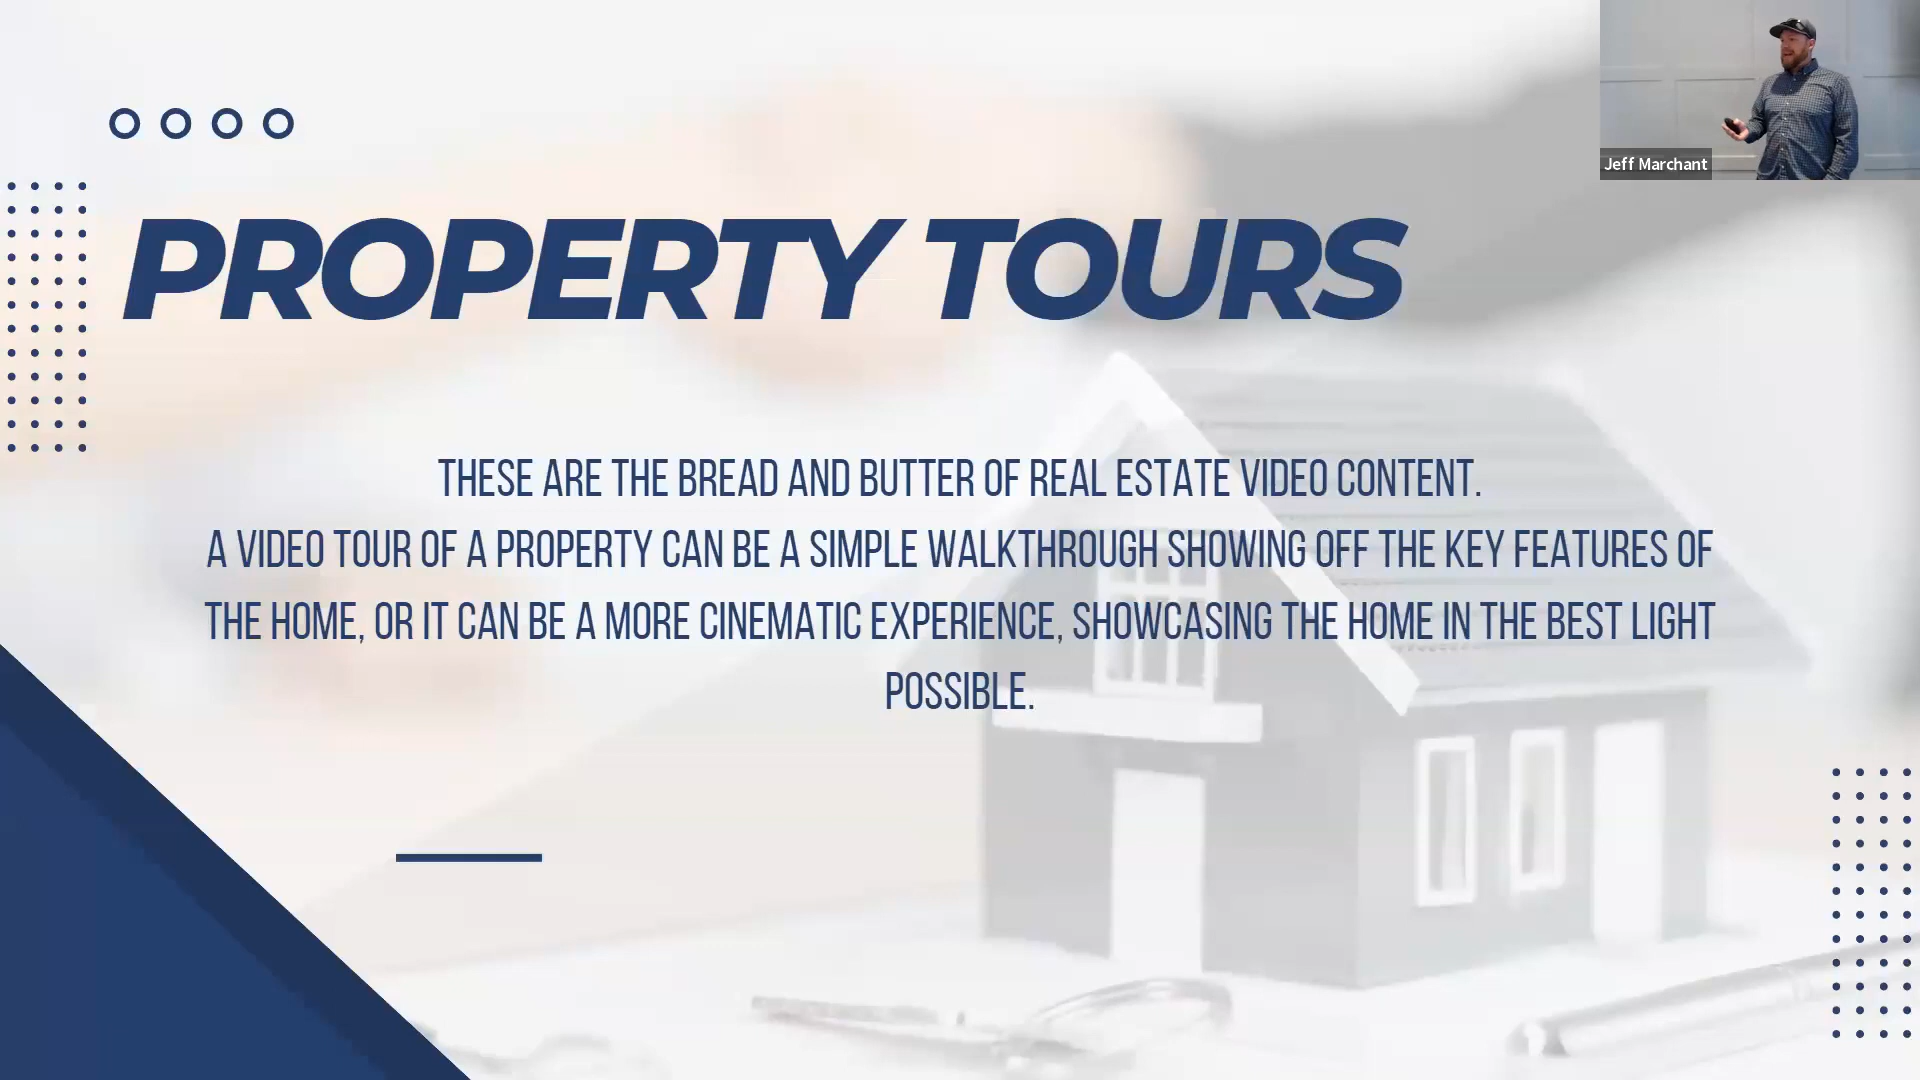 Jeff Marchant
PROPERTY TOURS
THESE ARE THE BREAD AND BUTTER OF REAL ESTATE VIDEO CONTENT.
A VIDEO TOUR OF A PROPERTY CAN BE A SIMPLE WALKTHROUGH SHOWING OFF THE KEY FEATURES OF
THE HOME, OR IT CAN BE A MORE CINEMATIC EXPERIENCE, SHOWCASING THE HOME IN THE BEST LIGHT
POSSIBLE.